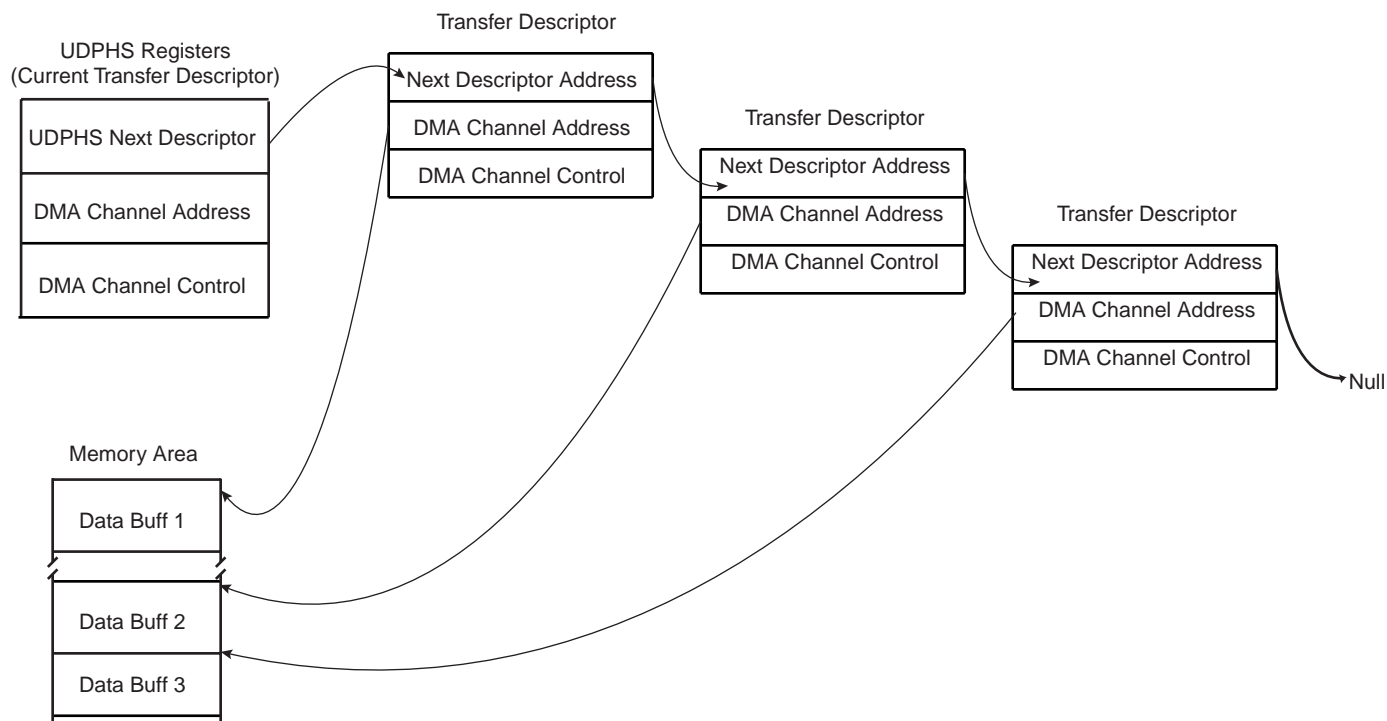 UDPHS Registers
(Current Transfer Descriptor)
UDPHS Next Descriptor
DMA Channel Address
DMA Channel Control
Transfer Descriptor
Next Descriptor Address
DMA Channel Address
DMA Channel Control
Transfer Descriptor
Next Descriptor Address
DMA Channel Address
DMA Channel Control
Transfer Descriptor
Next Descriptor Address
DMA Channel Address
DMA Channel Control
Null
Memory Area
Data Buff 1
Data Buff 2
Data Buff 3